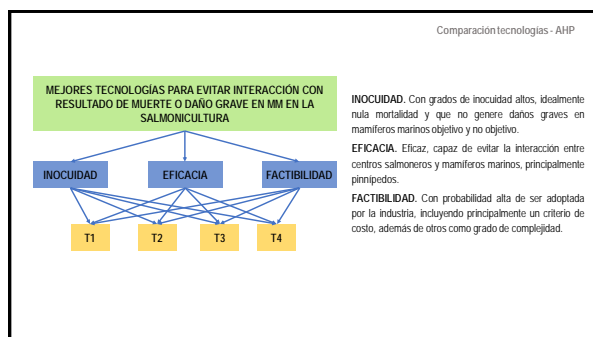 Comparación tecnologías - AHP
MEJORES TECNOLOGÍAS PARA EVITAR INTERACCIÓN CON
RESULTADO DE MUERTE O DAÑO GRAVE EN MM EN LA
SALMONICULTURA
INOCUIDAD
EFICACIA
FACTIBILIDAD
T1
T2
T3
T4
INOCUIDAD. Con grados de inocuidad altos, idealmente
nula mortalidad y que no genere daños graves en
mamíferos marinos objetivo y no objetivo.
EFICACIA. Eficaz, capaz de evitar la interacción entre
centros salmoneros y mamíferos marinos, principalmente
pinnípedos.
FACTIBILIDAD. Con probabilidad alta de ser adoptada
por la industria, incluyendo principalmente un criterio de
costo, además de otros como grado de complejidad.